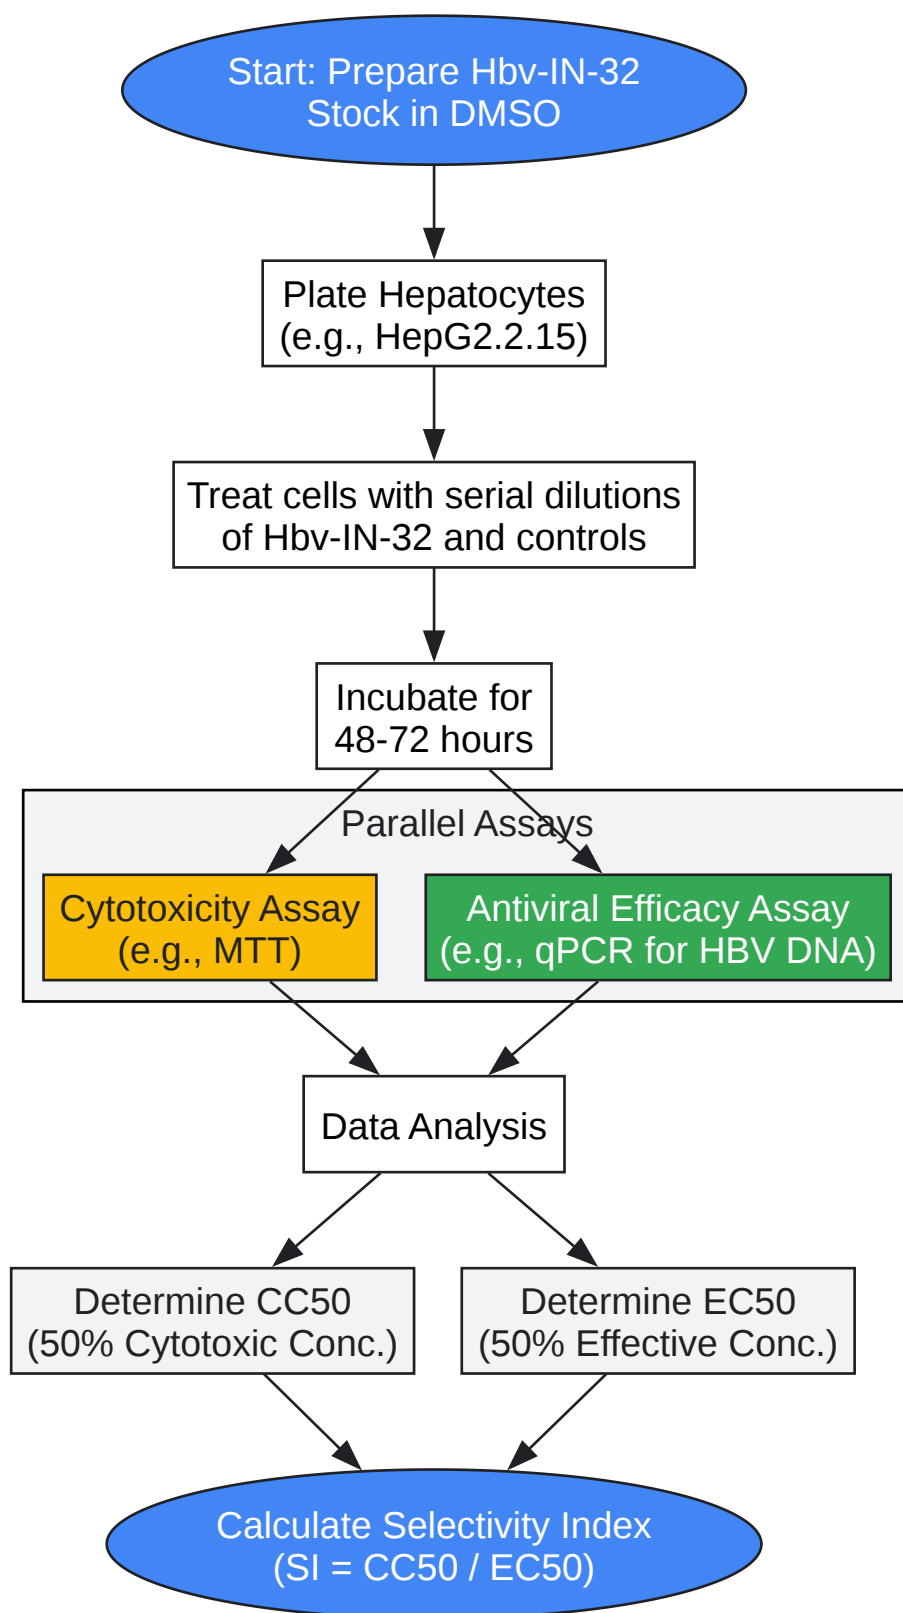 Start: Prepare Hbv-IN-32
Stock in DMSO
Plate Hepatocytes
(e.g., HepG2.2.15)
Treat cells with serial dilutions
of Hbv-IN-32 and controls
Incubate for
48-72 hours
Parallel Assays
Cytotoxicity Assay
(e.g., MTT)
Antiviral Efficacy Assay
(e.g., qPCR for HBV DNA)
Data Analysis
Determine CC50
(50% Cytotoxic Conc.)
Determine EC50
(50% Effective Conc.)
Calculate Selectivity Index
(SI = CC50 / EC50)